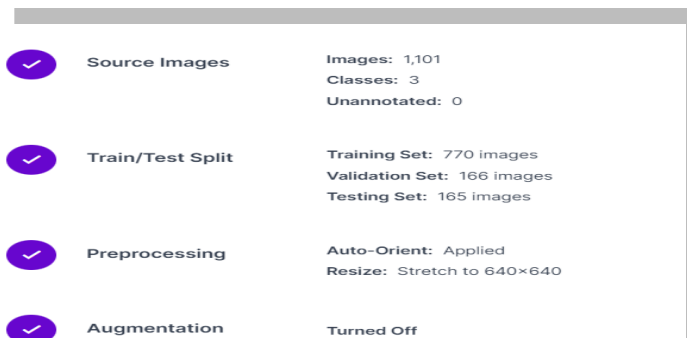 Source Images
Images: 1,101
Classes: 3
Unannotated: 0
Train/Test Split
Training Set: 770 images
Validation Set: 166 images
Testing Set: 165 images
Preprocessing
Auto-Orient: Applied
Resize: Stretch to 640×640
Augmentation
Turned Off